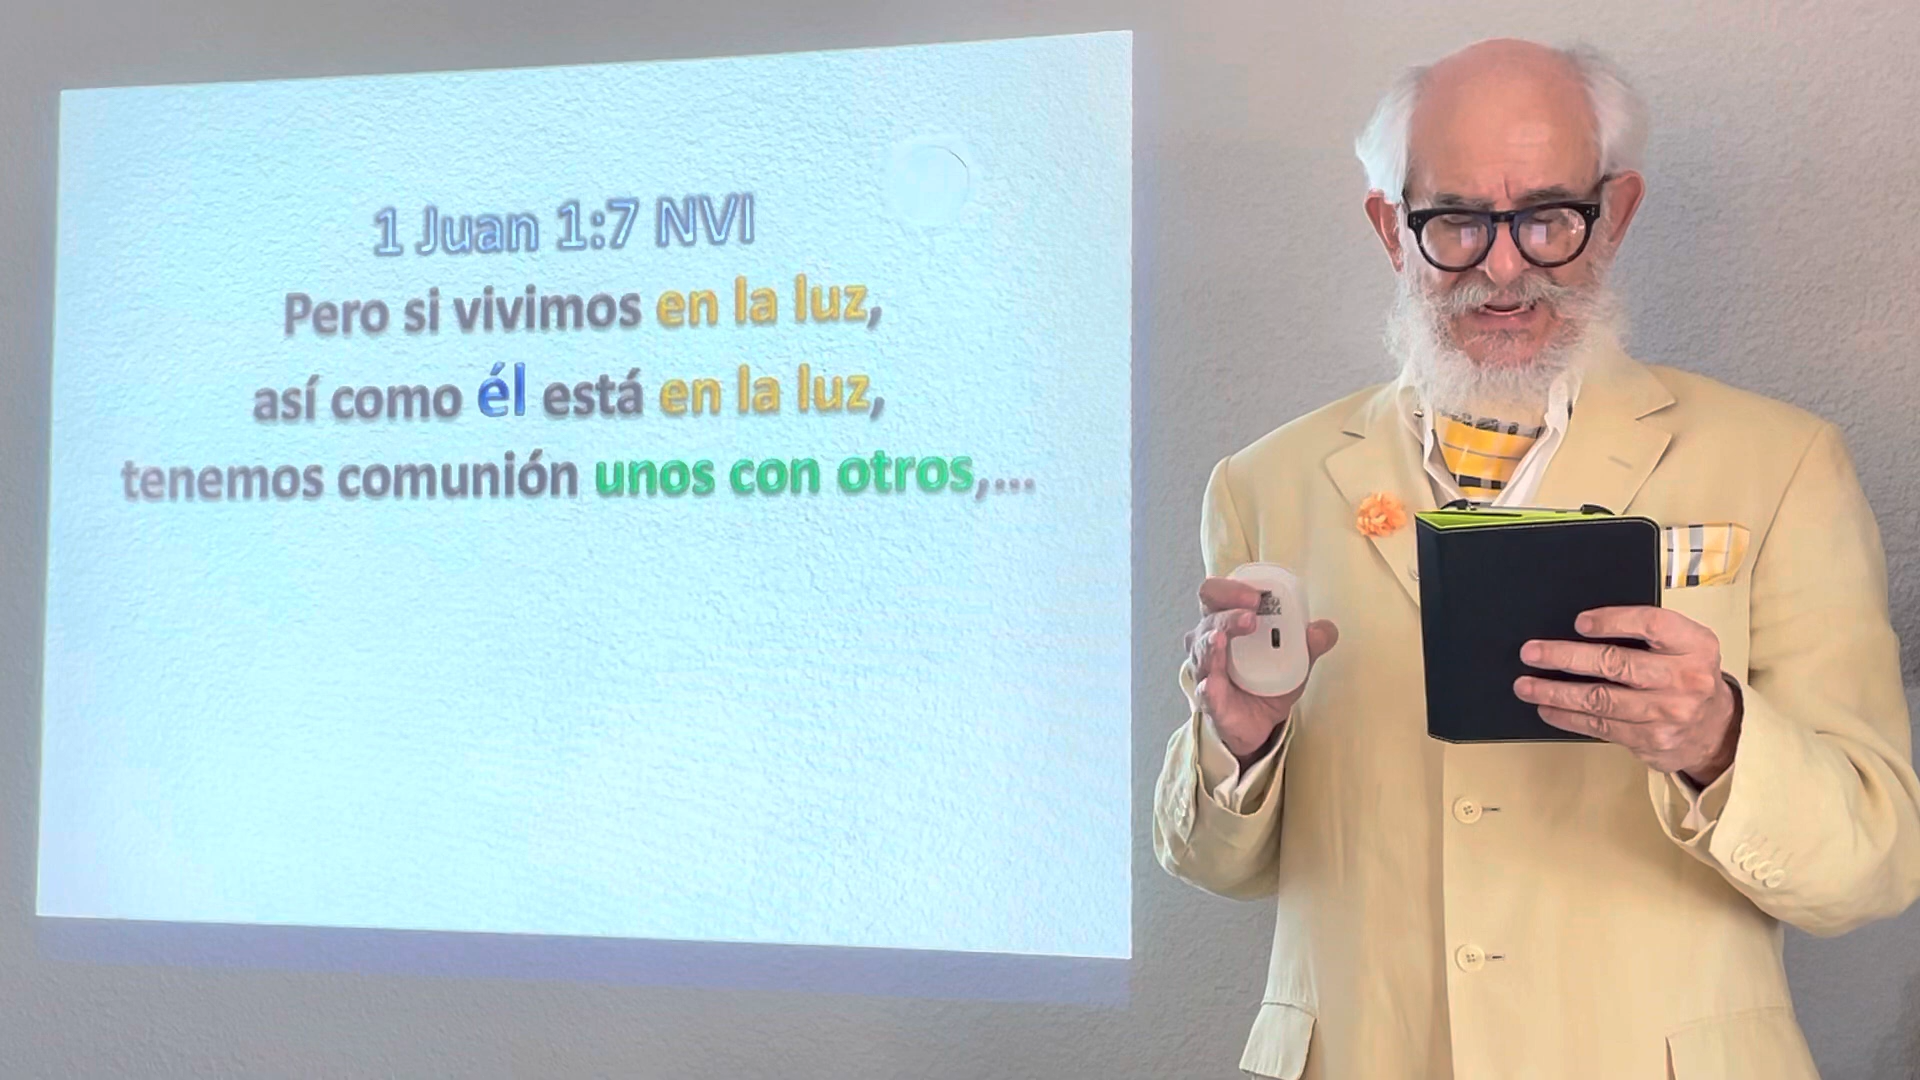 1 Juan 1:7 NVI
Pero si vivimos en la luz,
así como él está en la luz,
tenemos comunión unos con otros,...